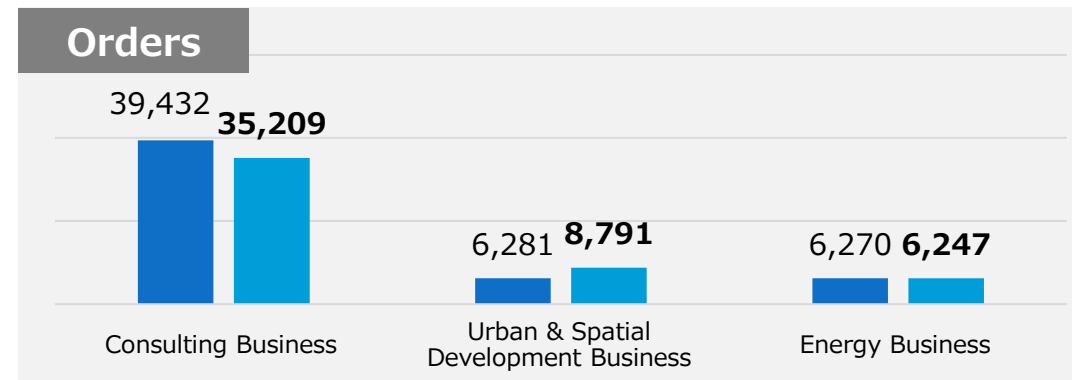 Orders
39,432
35,209
6,281
8,791
6,270
6,247
Consulting Business
Urban & Spatial
Development Business
Energy Business